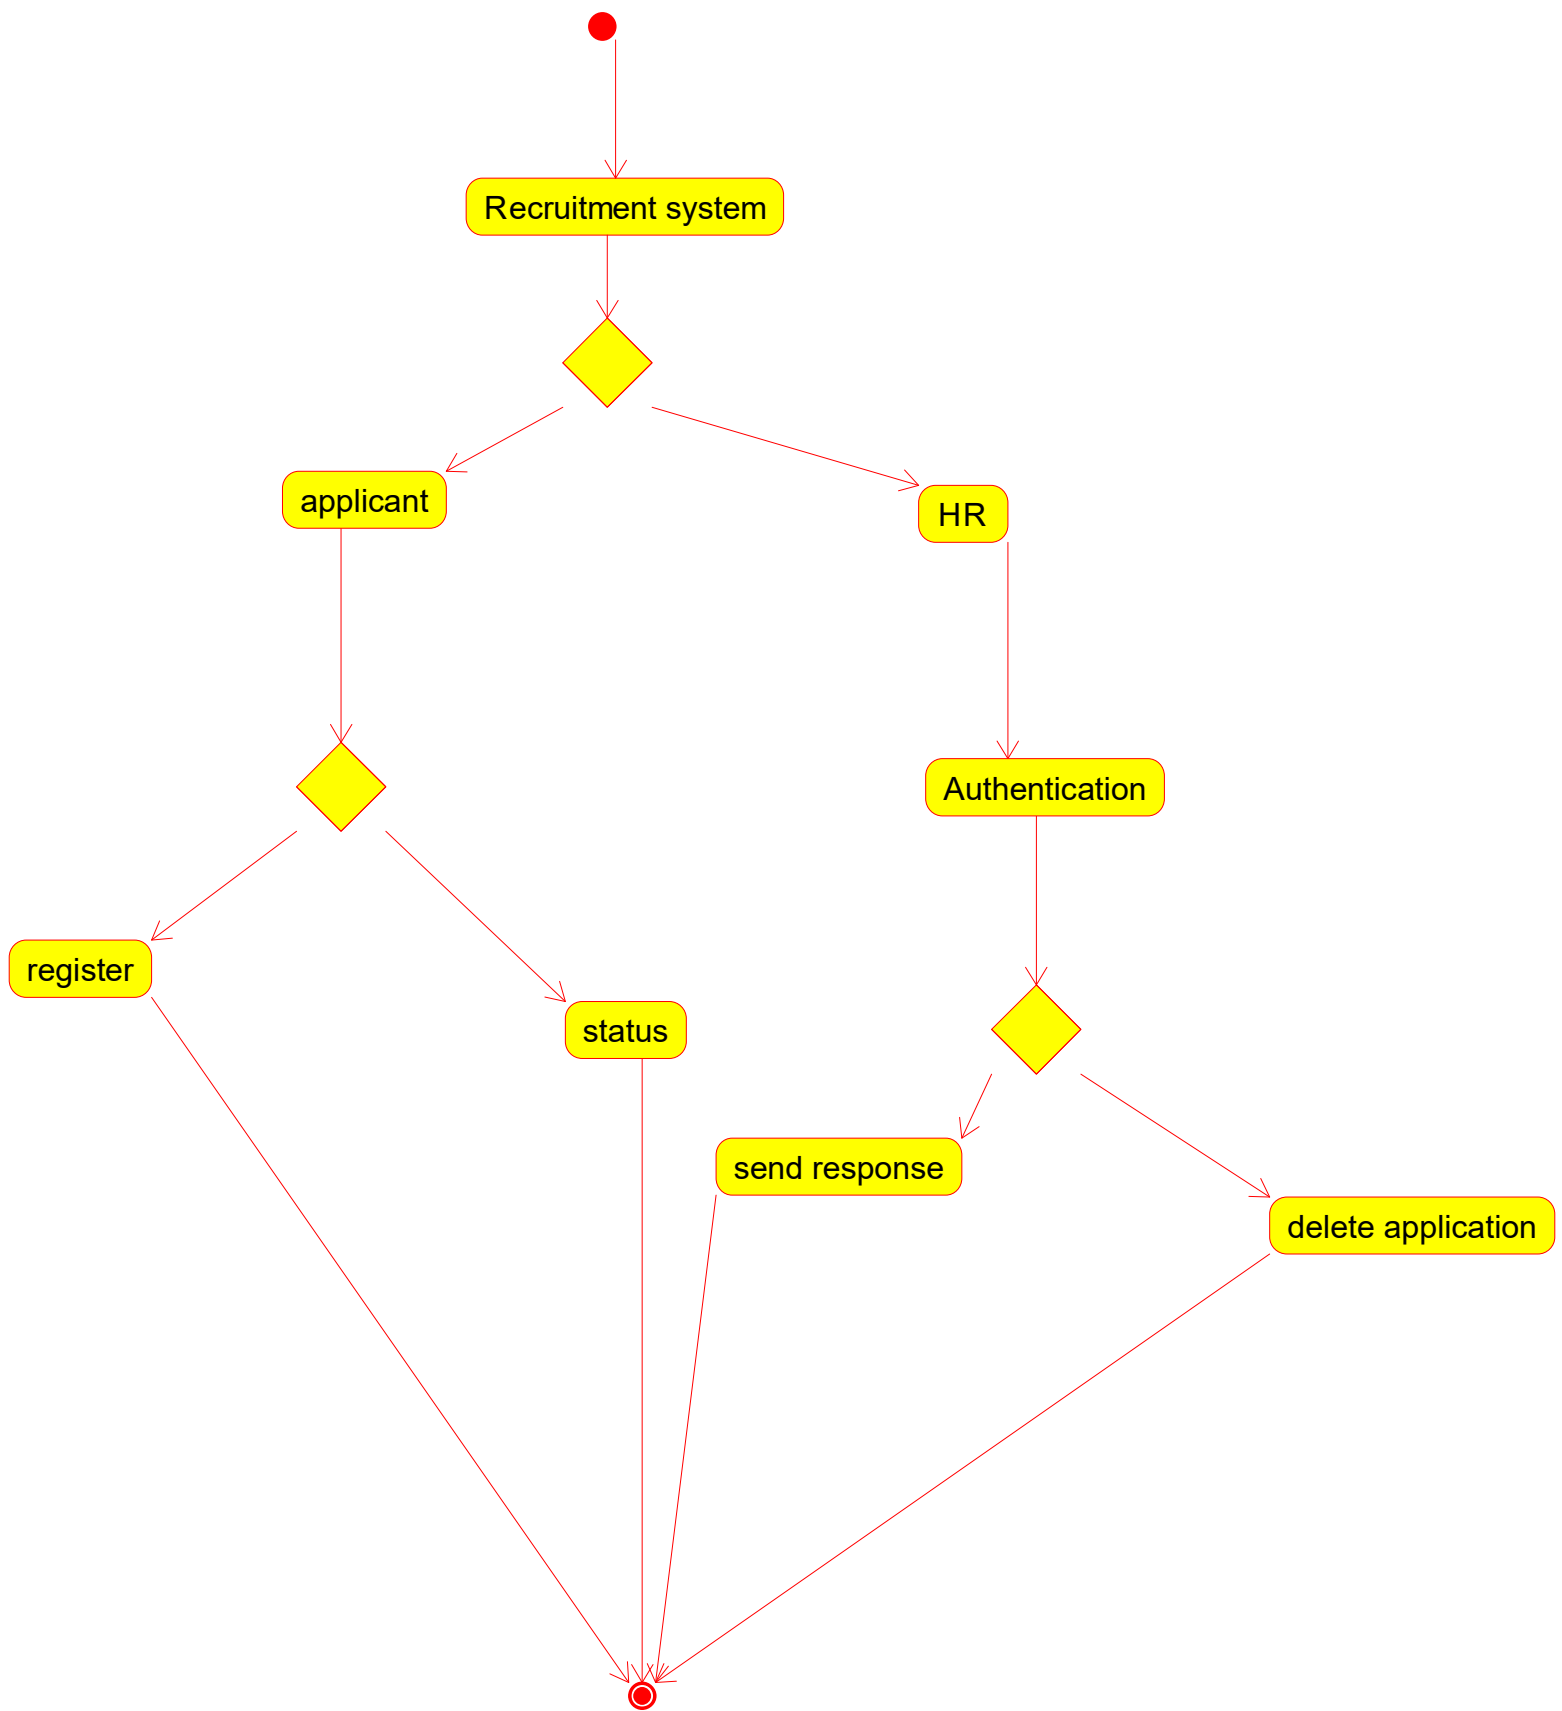 Recruitment system
applicant
HR
Authentication
register
status
send response
delete application